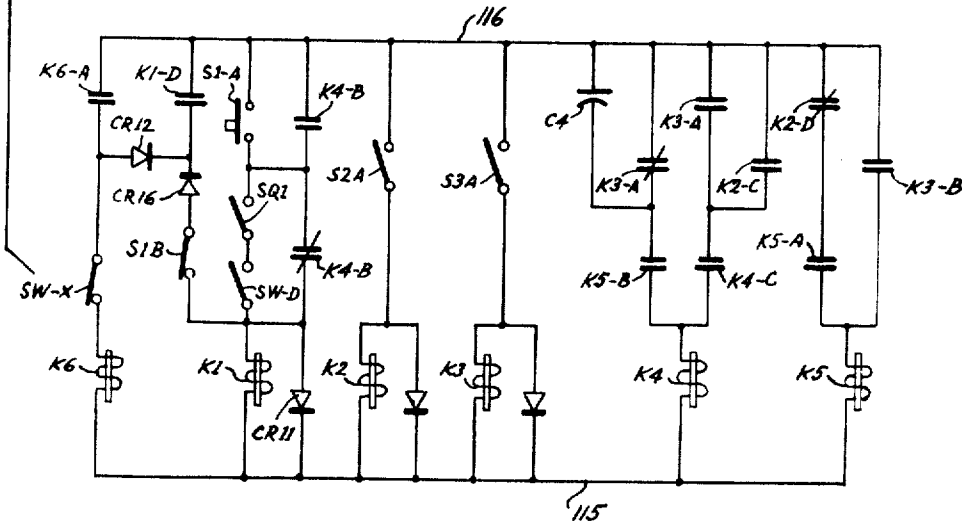 116
K6-A
K1-D
S1-A
K4-B
CR12
C4
K3-A
K2-D
CR16
SQ1
S2A
S3A
K3-A
K2-C
K3-B
S1B
K4-B
SW-X
SW-D
K5-B
K4-C
K5-A
K6
K1
K2
K3
K4
K5
CR11
115